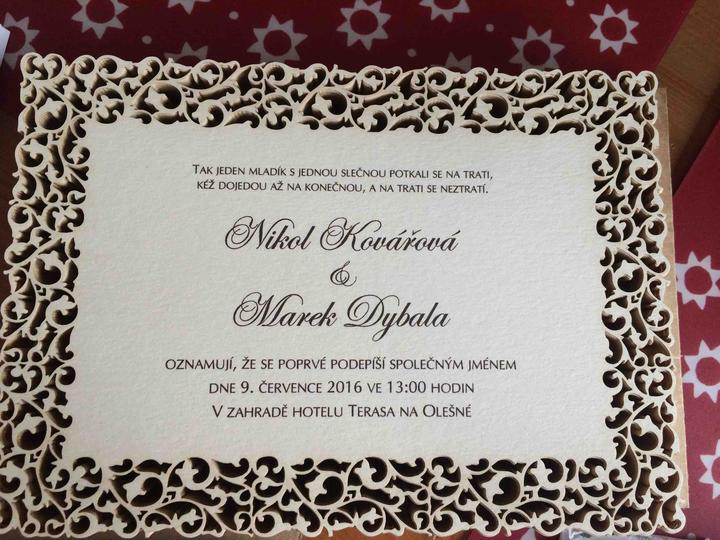 Tak jeden mladík s jednou slečnou potkali se na trati,
kéž dojedou až na konečnou, a na trati se neztratí.
Nikol Kovářová
&
Marek Dybala
oznamují, že se poprvé podepíší společným jménem
dne 9. července 2016 ve 13:00 hodin
v zahradě hotelu Terasa na Olešné